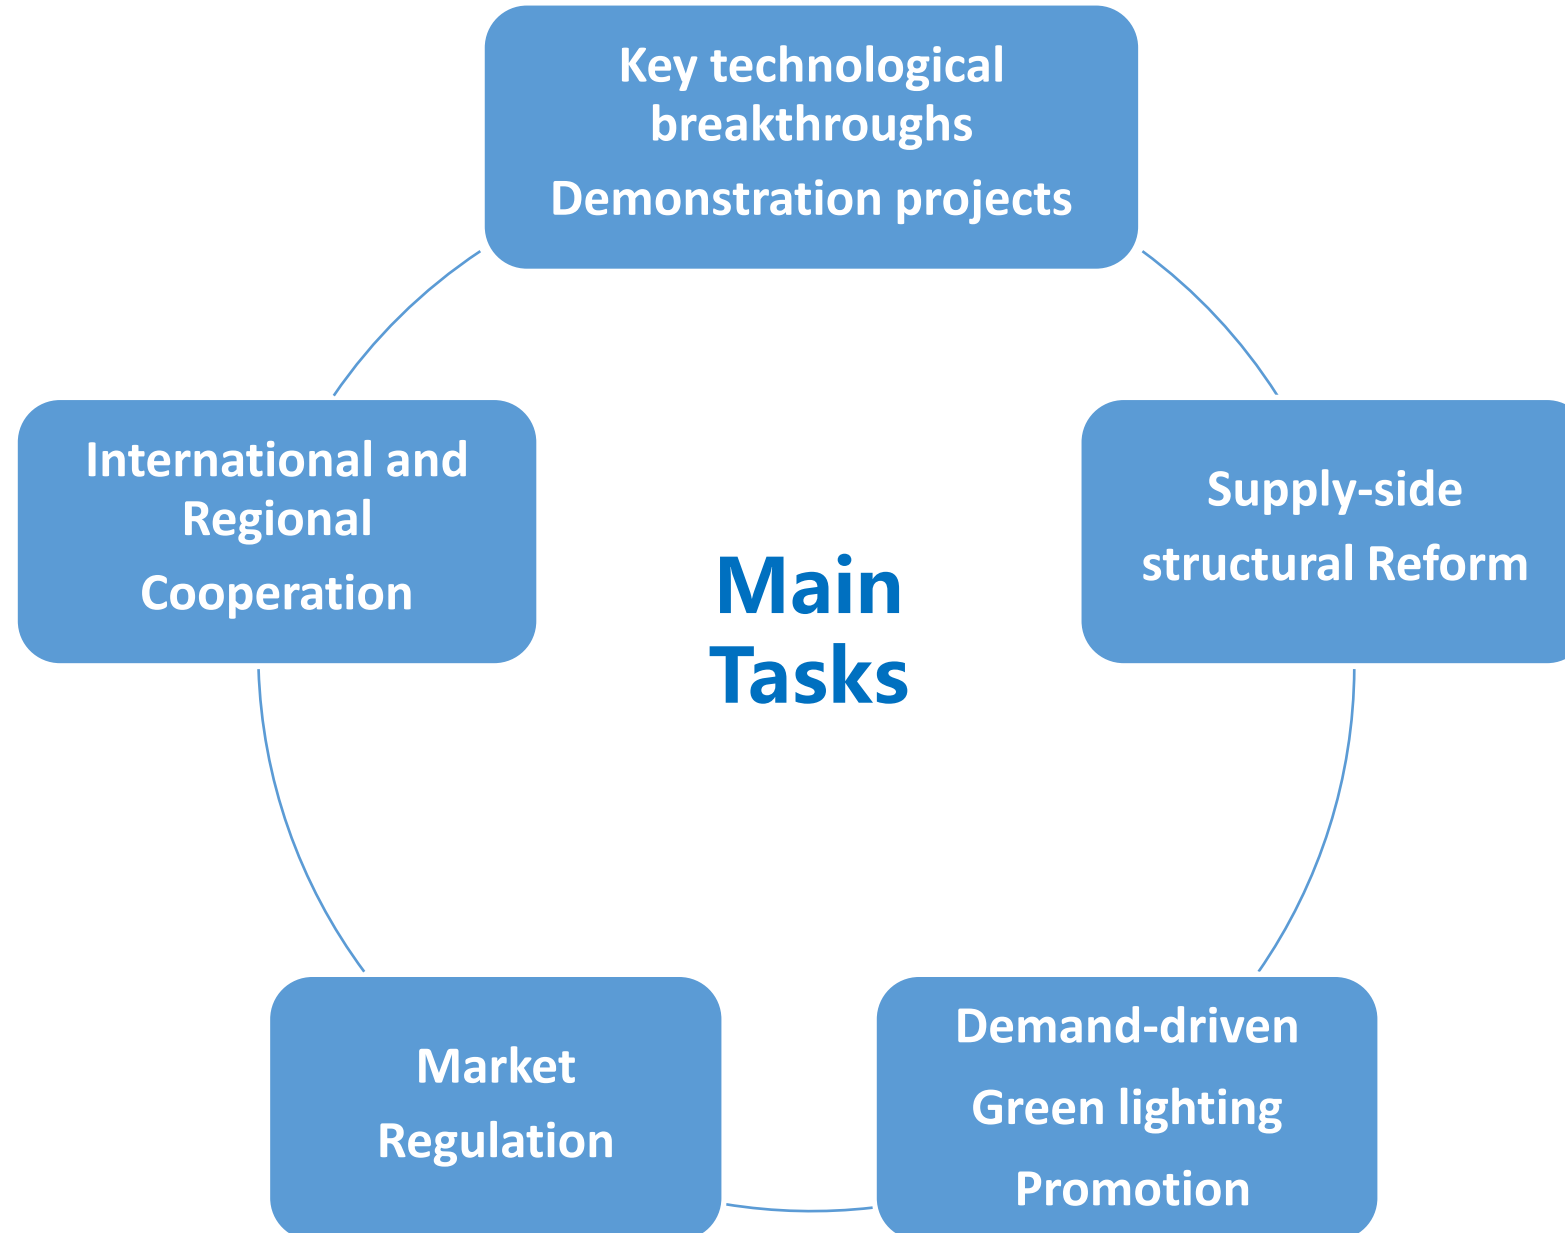 Key technological
breakthroughs
Demonstration projects
International and
Regional
Cooperation
Supply-side
structural Reform
Main
Tasks
Market
Regulation
Demand-driven
Green lighting
Promotion